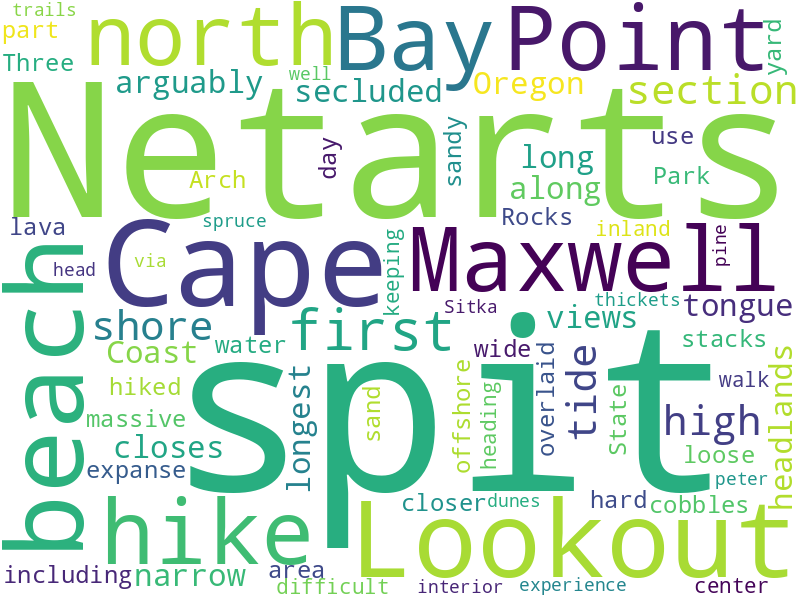 trails
part
north
Bay
Point
yard
Three
arguably
well
secluded
Oregon
section
Netarts
day
sandy
long
use
Arch
along
Park
lava
spruce
Rocks
inland
pine
Cape
Maxwell
head
via
keeping
Sitka
thickets
tongue
beach
shore
first
views
Coast
water
wide
stacks
hiked
longest
sand
spit
offshore
heading
overlaid
tide
State
walk
high
headlands
massive
closes
loose
expanse
peter
hike
Lookout
closer
dunes
hard
cobbles
including
narrow
area
difficult
interior
experience
center